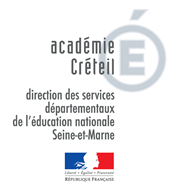 académie
Créteil
É
direction des services
départementaux
de l'éducation nationale
Seine-et-Marne
Liberté • Égalité • Fraternité
RÉPUBLIQUE FRANÇAISE